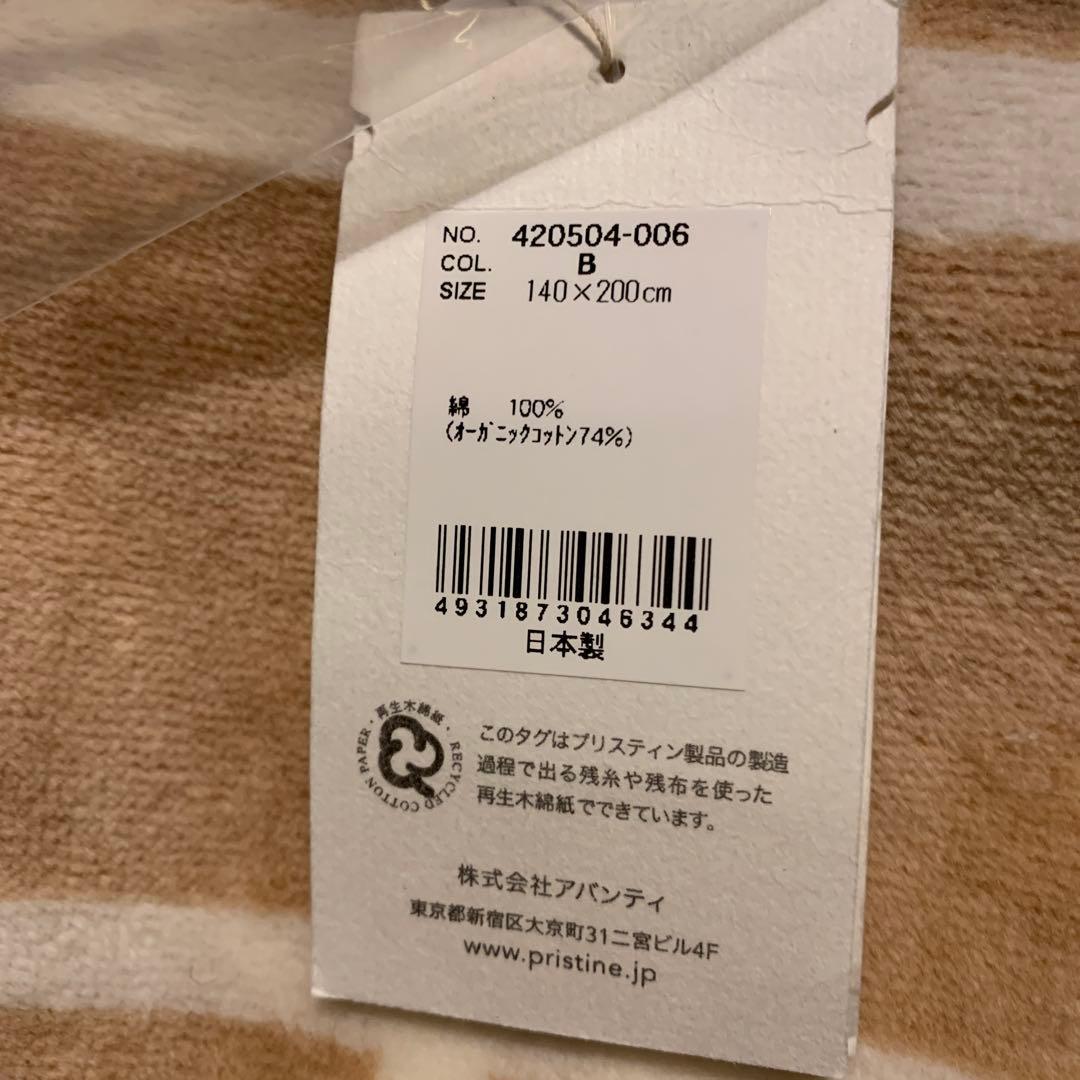 NO. 420504-006
COL. B
SIZE 140×200cm
綿 100%
(ｵｰｶﾞﾆｯｸｺｯﾄﾝ74%)
4931873046344
日本製
・再生木綿紙・RECYCLED COTTON PAPER
このタグはプリスティン製品の製造
過程で出る残糸や残布を使った
再生木綿紙でできています。
株式会社アバンティ
東京都新宿区大京町31二宮ビル4F
www.pristine.jp